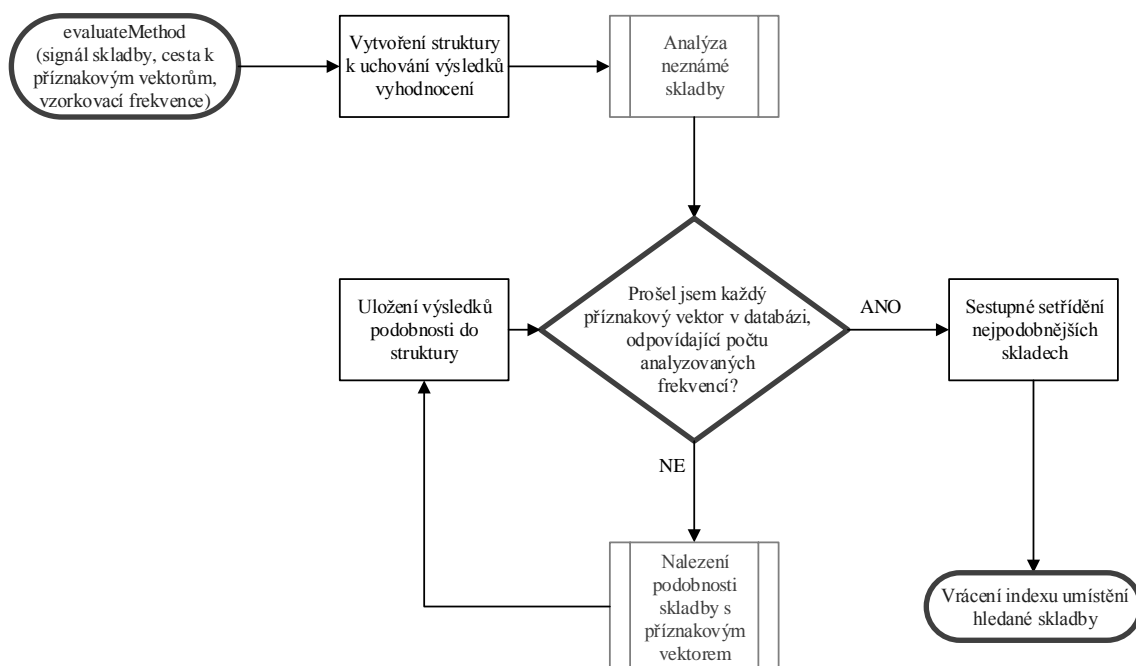 evaluateMethod
(signál skladby, cesta k
příznakovým vektorům,
vzorkovací frekvence)
Vytvoření struktury
k uchování výsledků
vyhodnocení
Analýza
neznámé
skladby
Uložení výsledků
podobnosti do
struktury
Prošel jsem každý
příznakový vektor v databázi,
odpovídající počtu
analyzovaných
frekvencí?
ANO
Sestupné setřídění
nejpodobnějších
skladech
NE
Nalezení
podobnosti
skladby s
příznakovým
vektorem
Vrácení indexu umístění
hledané skladby